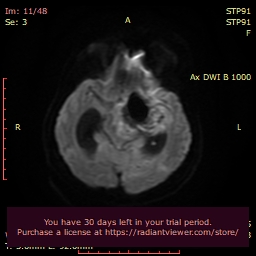 Im: 11/48
Se: 3
A
STP91
STP91
F
Ax DWI B 1000
R
L
You have 30 days left in your trial period.
Purchase a license at https://radiantviewer.com/store/